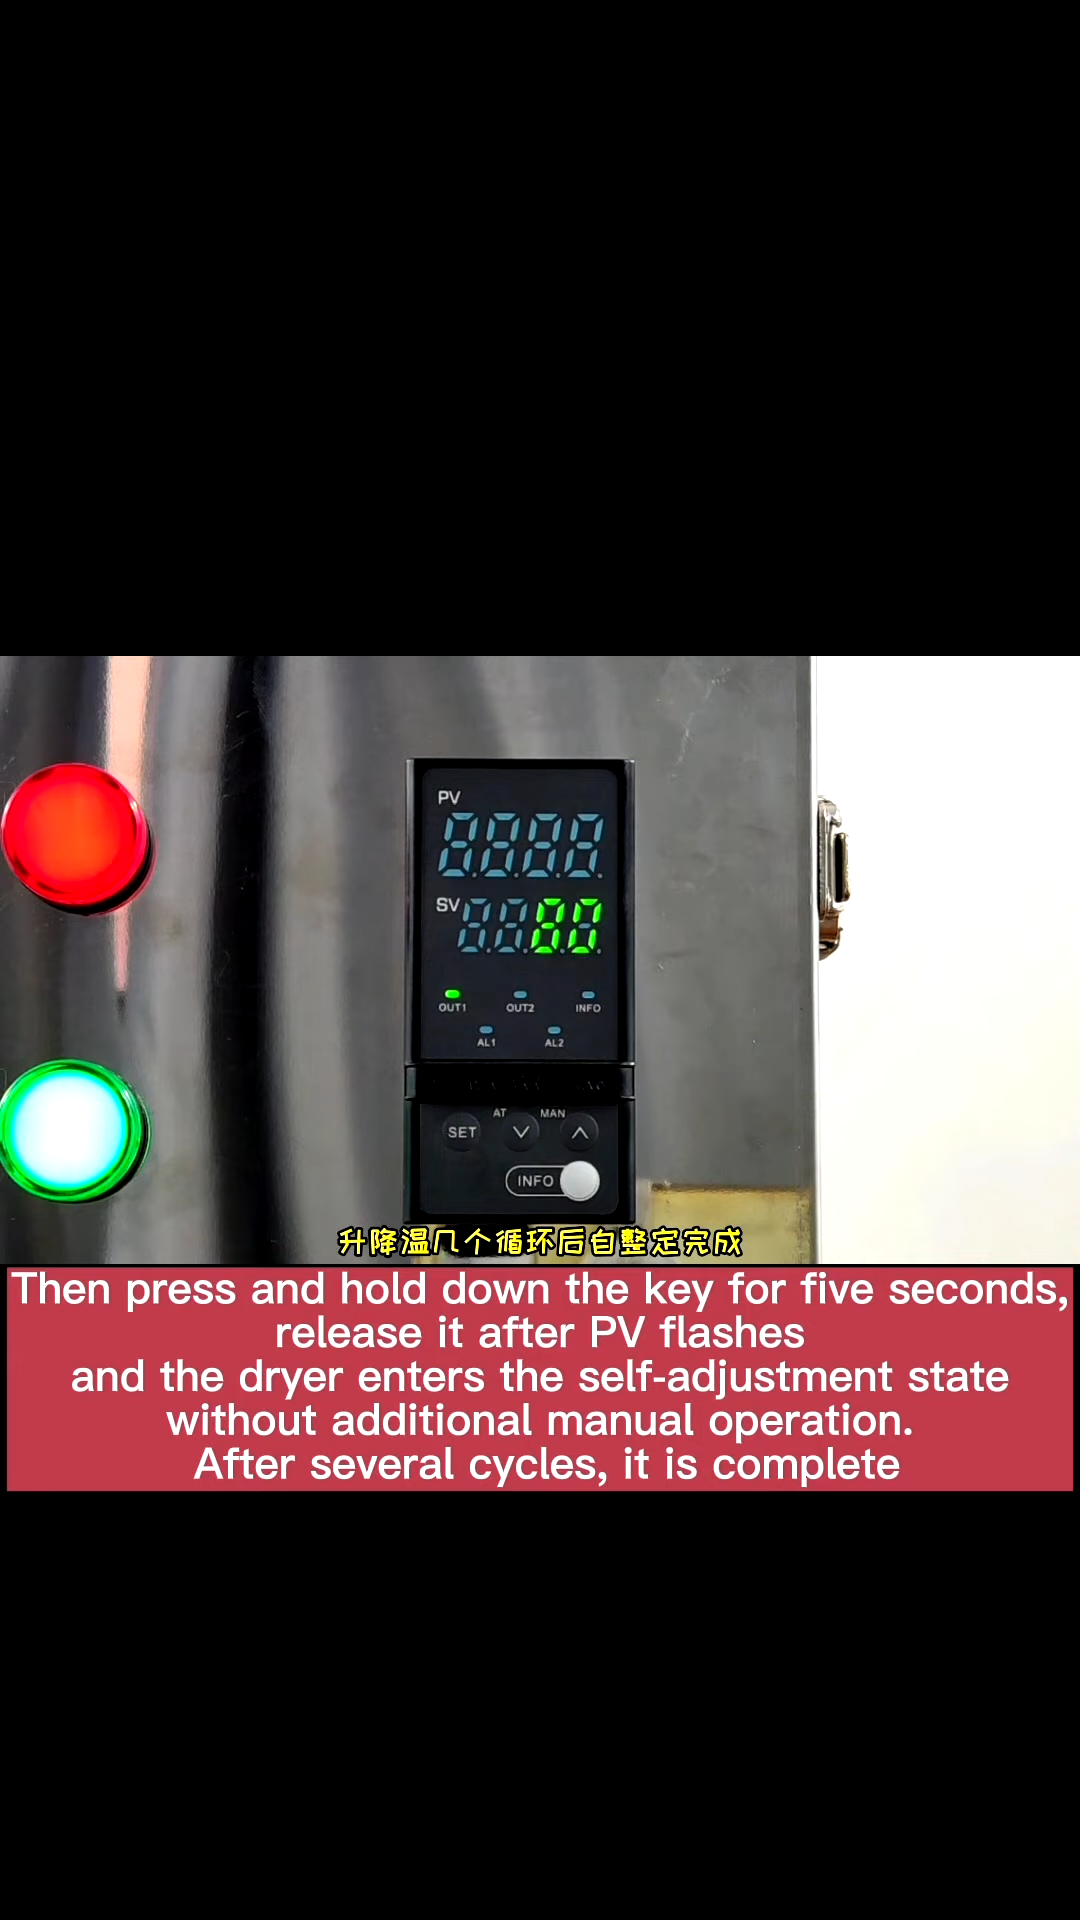 PV
SV
80
OUT1 OUT2 INFO
AL1 AL2
AT MAN
SET
INFO
升降温几个循环后自整定完成
Then press and hold down the key for five seconds,
release it after PV flashes
and the dryer enters the self-adjustment state
without additional manual operation.
After several cycles, it is complete